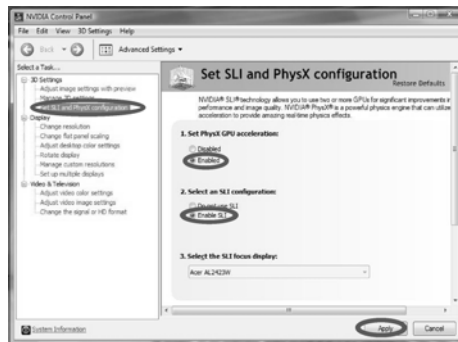 NVIDIA Control Panel
File Edit View 3D Settings Help
Back
Advanced Settings
Select a Task...
3D Settings
Adjust image settings with preview
Manage 3D settings
Set SLI and PhysX configuration
Display
Change resolution
Change flat panel scaling
Adjust desktop color settings
Rotate display
Manage custom resolutions
Set up multiple displays
Video & Television
Adjust video color settings
Adjust video image settings
Change the signal or HD format
System Information
Set SLI and PhysX configuration
Restore Defaults
NVIDIA® SLI® technology allows you to use two or more GPUs for significant improvements in
performance and image quality. NVIDIA® PhysX® is a powerful physics engine that can utilize
acceleration to provide amazing real-time physics effects.
1. Set PhysX GPU acceleration:
Disabled
Enabled
2. Select an SLI configuration:
Do not use SLI
Enable SLI
3. Select the SLI focus display:
Acer AL2423W
Apply
Cancel